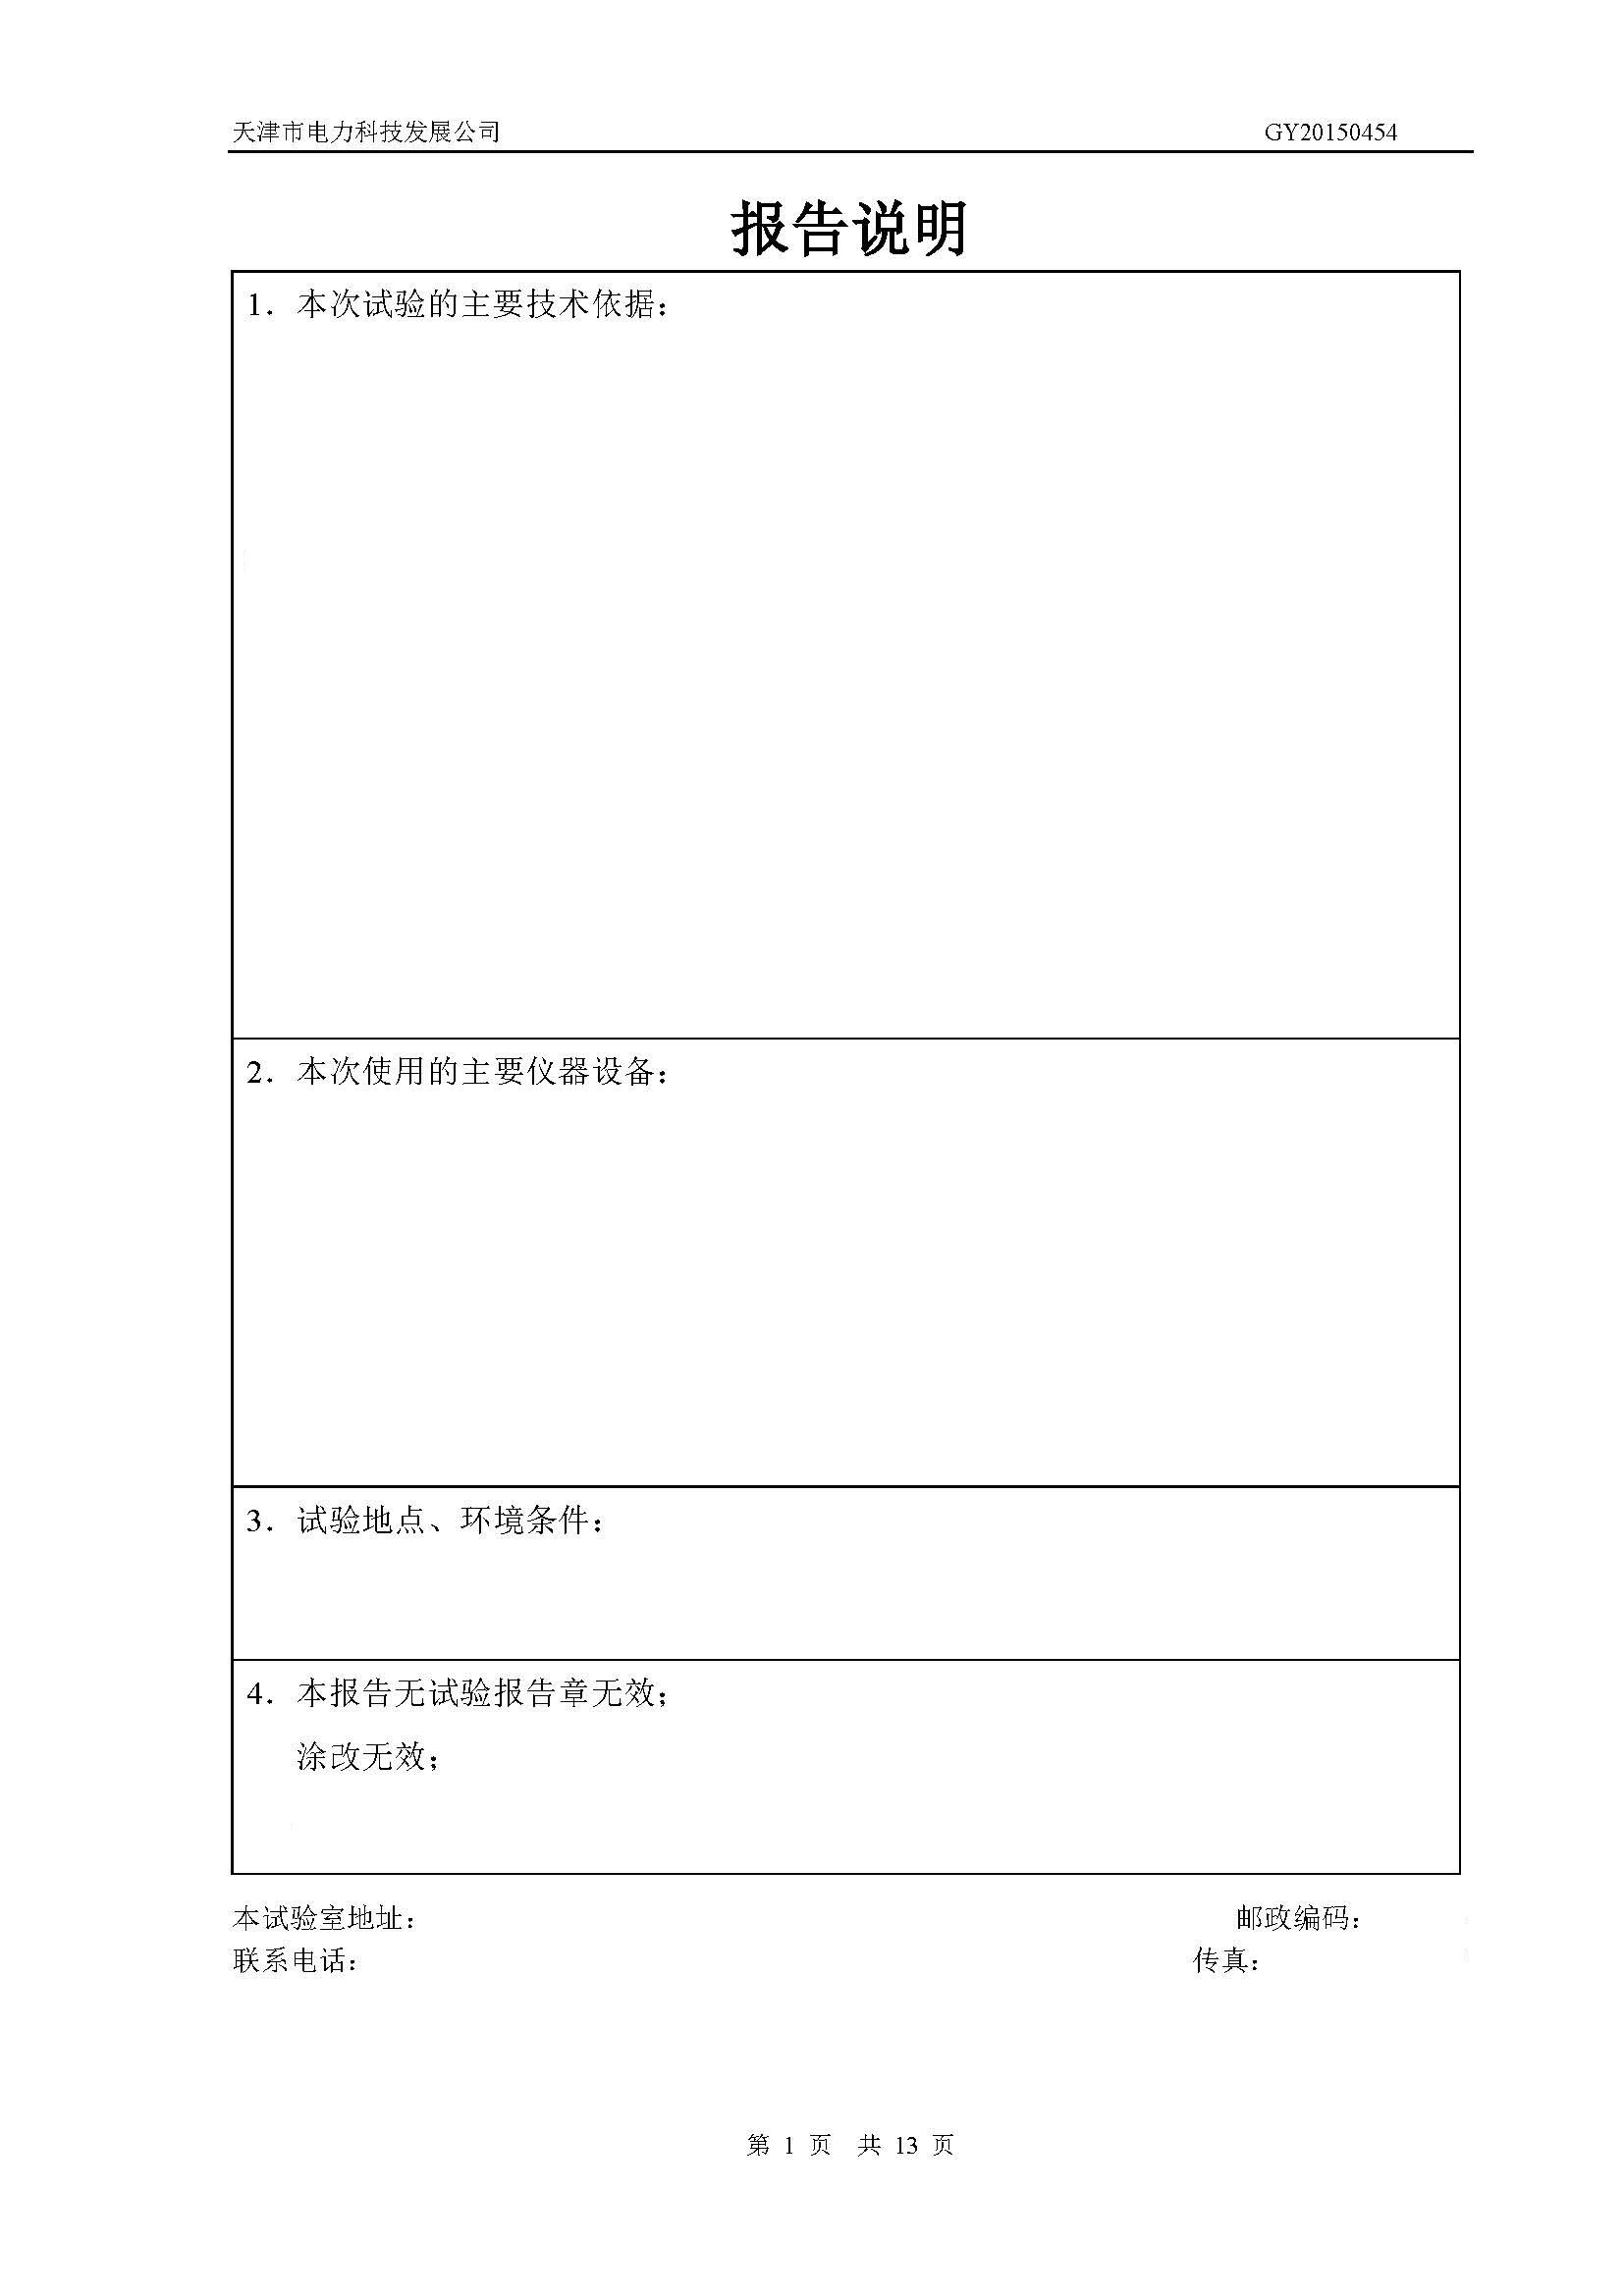 天津市电力科技发展公司 GY20150454
报告说明
1. 本次试验的主要技术依据：
2. 本次使用的主要仪器设备：
3. 试验地点、环境条件：
4. 本报告无试验报告章无效；
涂改无效；
本试验室地址： 邮政编码：
联系电话： 传真：
第 1 页 共 13 页